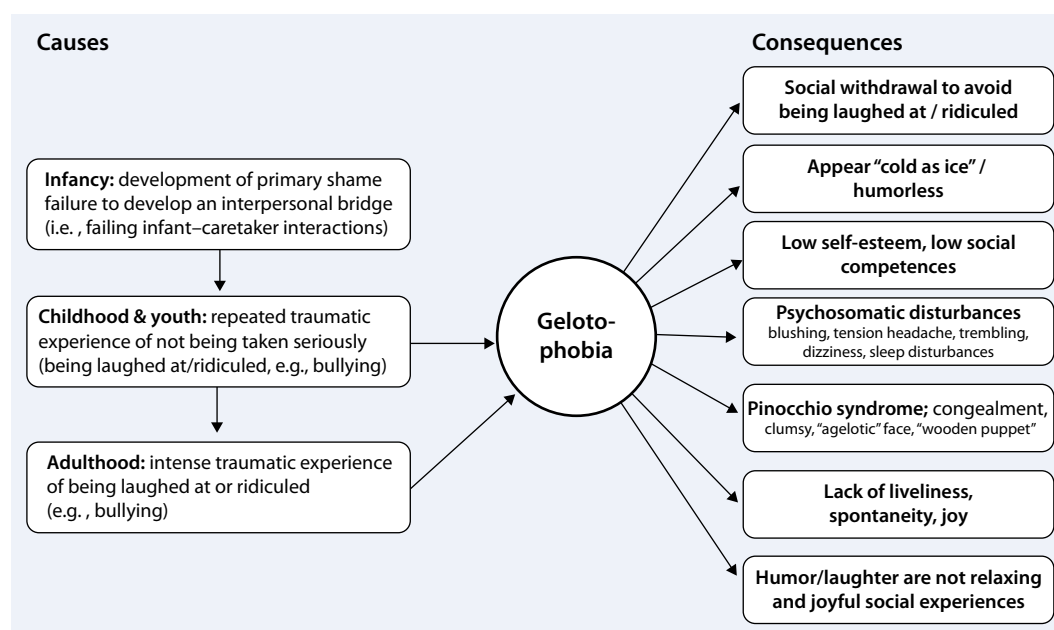 Causes
Infancy: development of primary shame
failure to develop an interpersonal bridge
(i.e. , failing infant–caretaker interactions)
Childhood & youth: repeated traumatic
experience of not being taken seriously
(being laughed at/ridiculed, e.g., bullying)
Adulthood: intense traumatic experience
of being laughed at or ridiculed
(e.g. , bullying)
Geloto-
phobia
Consequences
Social withdrawal to avoid
being laughed at / ridiculed
Appear “cold as ice” /
humorless
Low self-esteem, low social
competences
Psychosomatic disturbances
blushing, tension headache, trembling,
dizziness, sleep disturbances
Pinocchio syndrome; congealment,
clumsy, “agelotic” face, “wooden puppet”
Lack of liveliness,
spontaneity, joy
Humor/laughter are not relaxing
and joyful social experiences